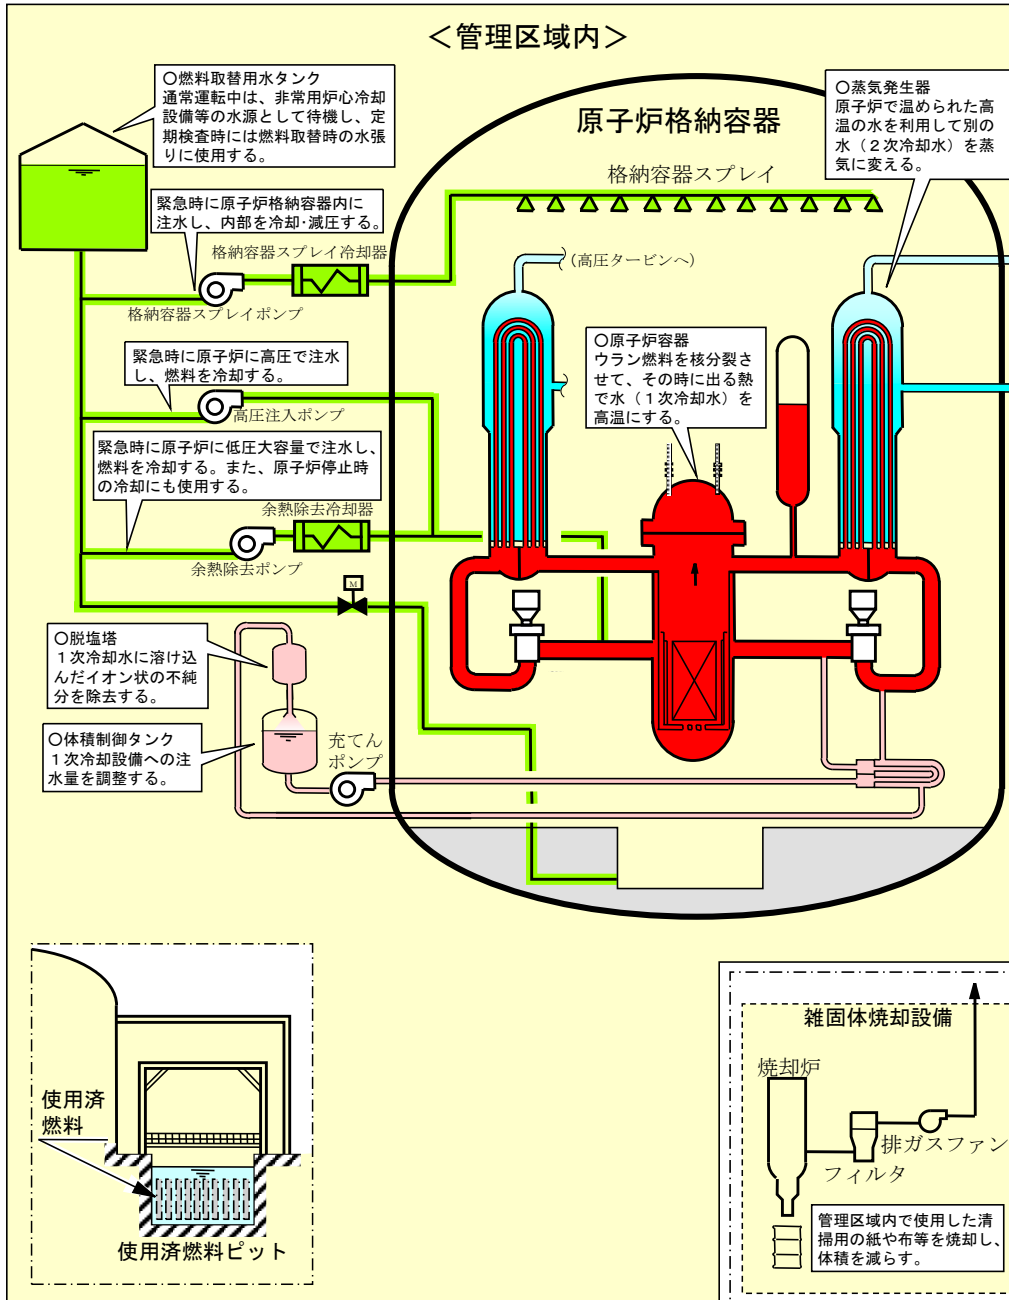 ＜管理区域内＞
〇燃料取替用水タンク
通常運転中は、非常用炉心冷却
設備等の水源として待機し、定
期検査時には燃料取替時の水張
りに使用する。
〇蒸気発生器
原子炉で温められた高
温の水を利用して別の
水（２次冷却水）を蒸
気に変える。
原子炉格納容器
格納容器スプレイ
緊急時に原子炉格納容器内に
注水し、内部を冷却･減圧する。
格納容器スプレイ冷却器
(高圧タービンへ)
格納容器スプレイポンプ
〇原子炉容器
ウラン燃料を核分裂さ
せて、その時に出る熱
で水（１次冷却水）を
高温にする。
緊急時に原子炉に高圧で注水
し、燃料を冷却する。
高圧注入ポンプ
緊急時に原子炉に低圧大容量で注水し、
燃料を冷却する。また、原子炉停止時
の冷却にも使用する。
余熱除去冷却器
余熱除去ポンプ
M
〇脱塩塔
１次冷却水に溶け込
んだイオン状の不純
分を除去する。
〇体積制御タンク
１次冷却設備への注
水量を調整する。
充てん
ポンプ
使用済
燃料
使用済燃料ピット
雑固体焼却設備
焼却炉
排ガスファン
フィルタ
管理区域内で使用した清
掃用の紙や布等を焼却し、
体積を減らす。